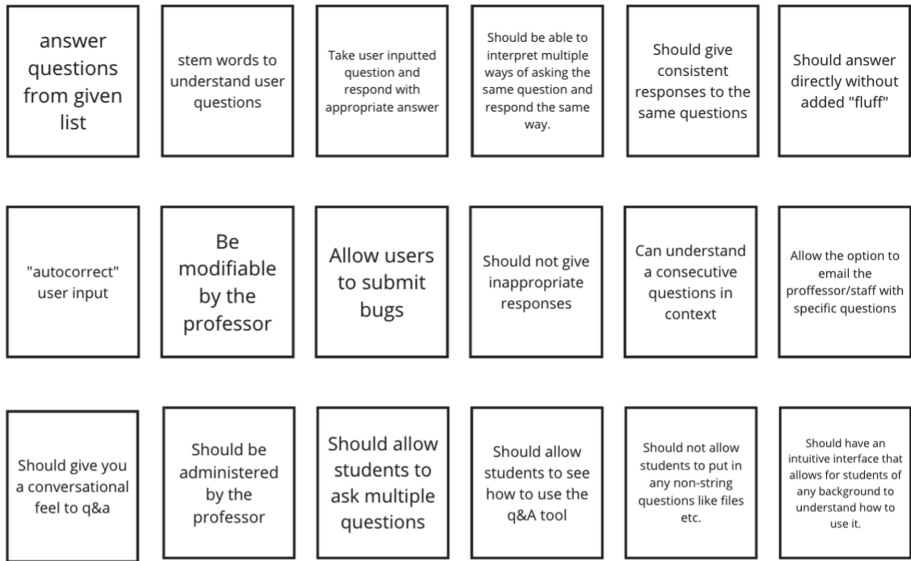 answer
questions
from given
list
stem words to
understand user
questions
Take user inputted
question and
respond with
appropriate answer
Should be able to
interpret multiple
ways of asking the
same question and
respond the same
way.
Should give
consistent
responses to the
same questions
Should answer
directly without
added "fluff"
"autocorrect"
user input
Be
modifiable
by the
professor
Allow users
to submit
bugs
Should not give
inappropriate
responses
Can understand
a consecutive
questions in
context
Allow the option to
email the
proffessor/staff with
specific questions
Should give you
a conversational
feel to q&a
Should be
administered
by the
professor
Should allow
students to
ask multiple
questions
Should allow
students to see
how to use the
q&A tool
Should not allow
students to put in
any non-string
questions like files
etc.
Should have an
intuitive interface that
allows for students of
any background to
understand how to
use it.